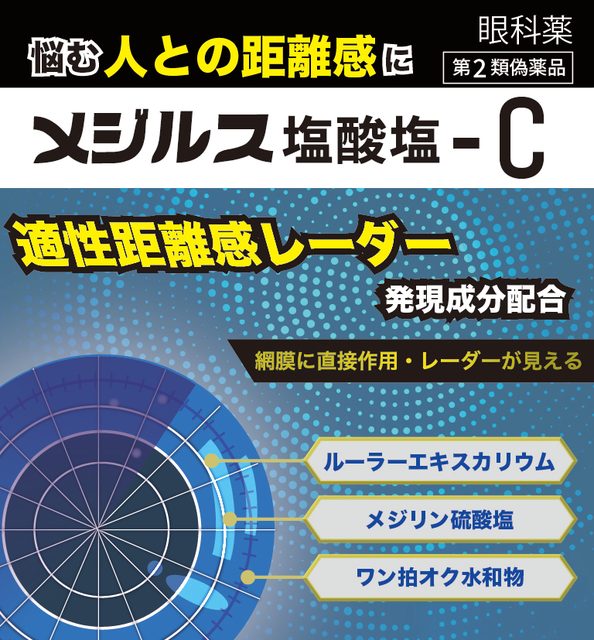 悩む人との距離感に
眼科薬
第2類偽薬品
メジルス塩酸塩-C
適性距離感レーダー
発現成分配合
網膜に直接作用・レーダーが見える
ルーラーエキスカリウム
メジリン硫酸塩
ワン拍オク水和物